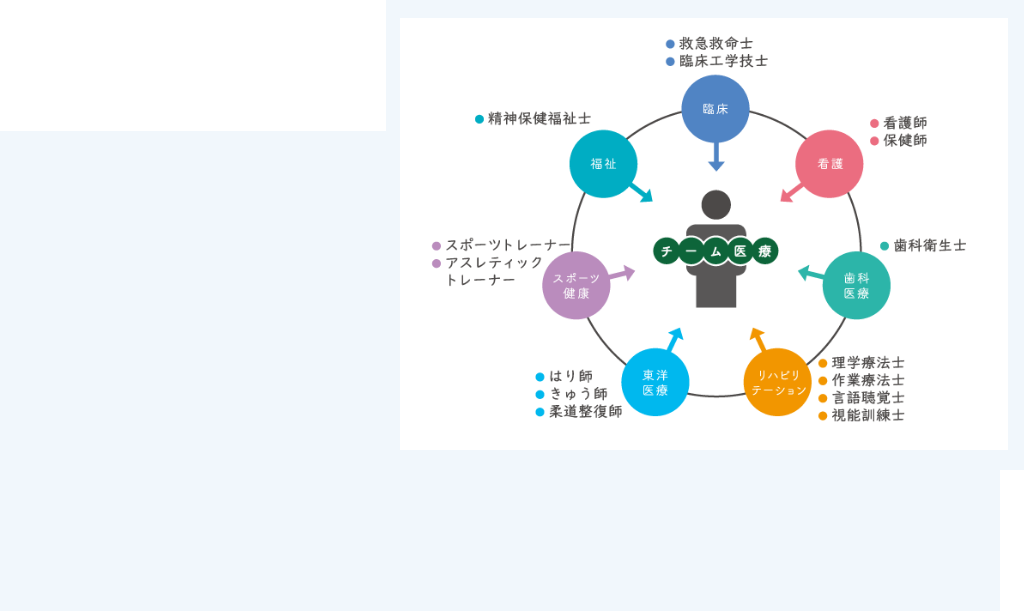 救急救命士
臨床工学技士
臨床
精神保健福祉士
福祉
看護師
保健師
看護
チーム医療
スポーツトレーナー
アスレティック
トレーナー
スポーツ
健康
歯科衛生士
歯科
医療
はり師
きゅう師
柔道整復師
東洋
医療
リハビリ
テーション
理学療法士
作業療法士
言語聴覚士
視能訓練士